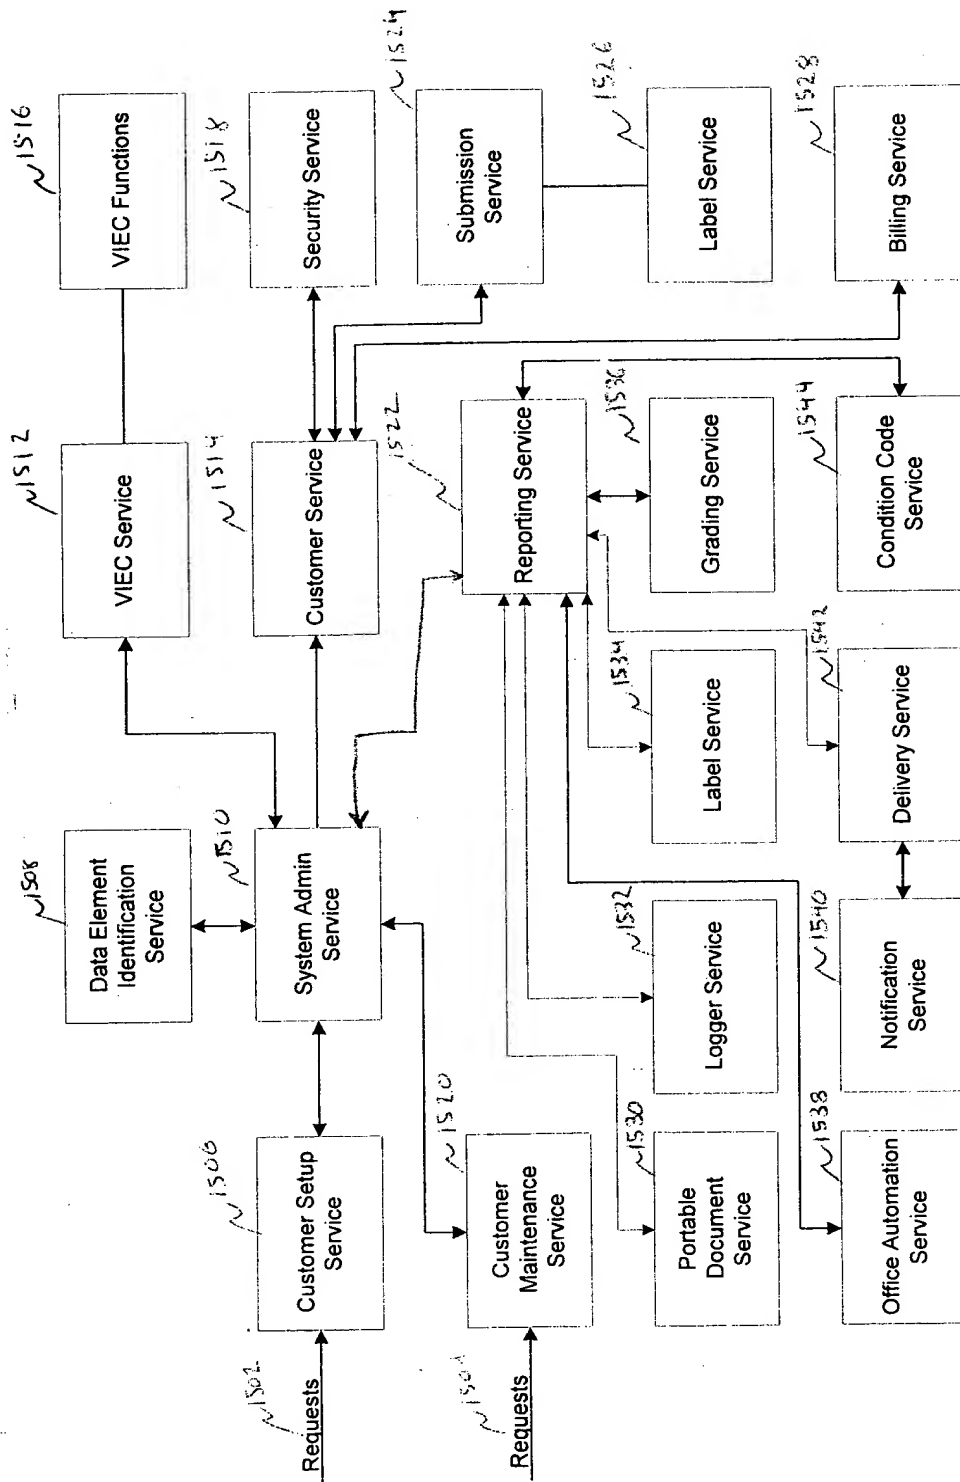 1516
VIEC Functions
1518
Security Service
1524
Submission
Service
1526
Label Service
1528
Billing Service
1512
VIEC Service
1514
Customer Service
1522
Reporting Service
1536
Grading Service
1544
Condition Code
Service
1508
Data Element
Identification
Service
1510
System Admin
Service
1534
Label Service
1542
Delivery Service
1532
Logger Service
1540
Notification
Service
1506
Customer Setup
Service
1520
Customer
Maintenance
Service
1530
Portable
Document
Service
1538
Office Automation
Service
1502
Requests
1504
Requests